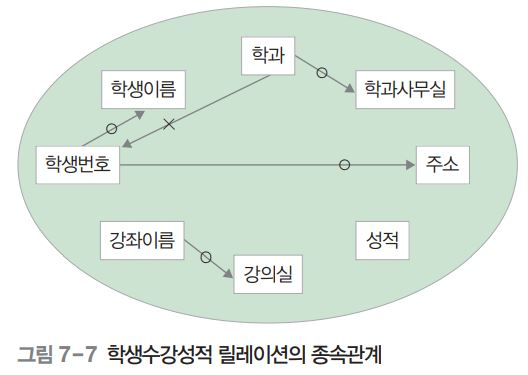 학과
학생이름
학과사무실
학생번호
주소
강좌이름
성적
강의실
그림 7-7 학생수강성적 릴레이션의 종속관계